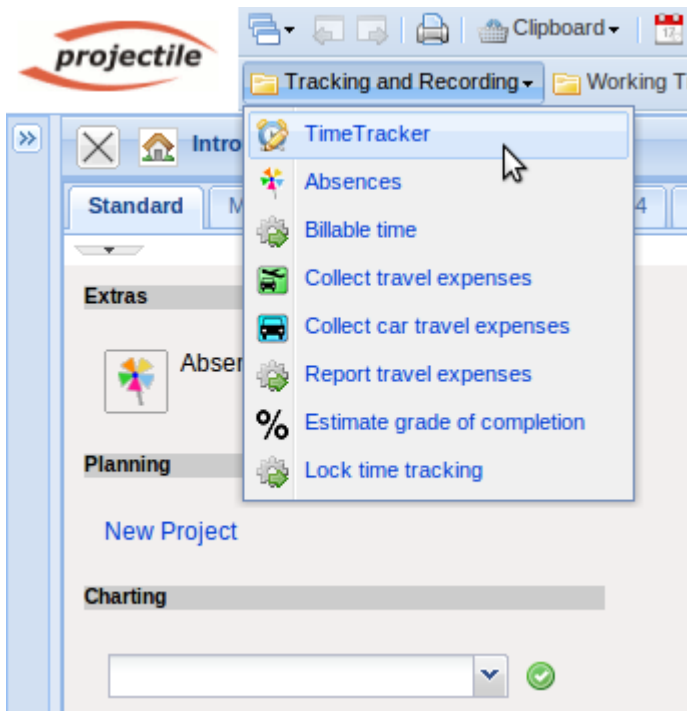 projectile
Clipboard
Tracking and Recording
Working T
Intro
Standard
M
4
TimeTracker
Absences
Billable time
Collect travel expenses
Collect car travel expenses
Report travel expenses
Estimate grade of completion
Lock time tracking
Extras
Absen
Planning
New Project
Charting